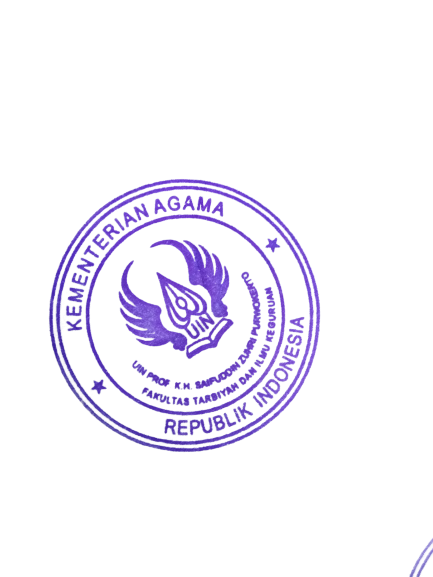 KEMENTERIAN AGAMA
UIN
UIN PROF K.H. SAIFUDDIN ZUHRI PURWOKERTO
FAKULTAS TARBIYAH DAN ILMU KEGURUAN
REPUBLIK INDONESIA